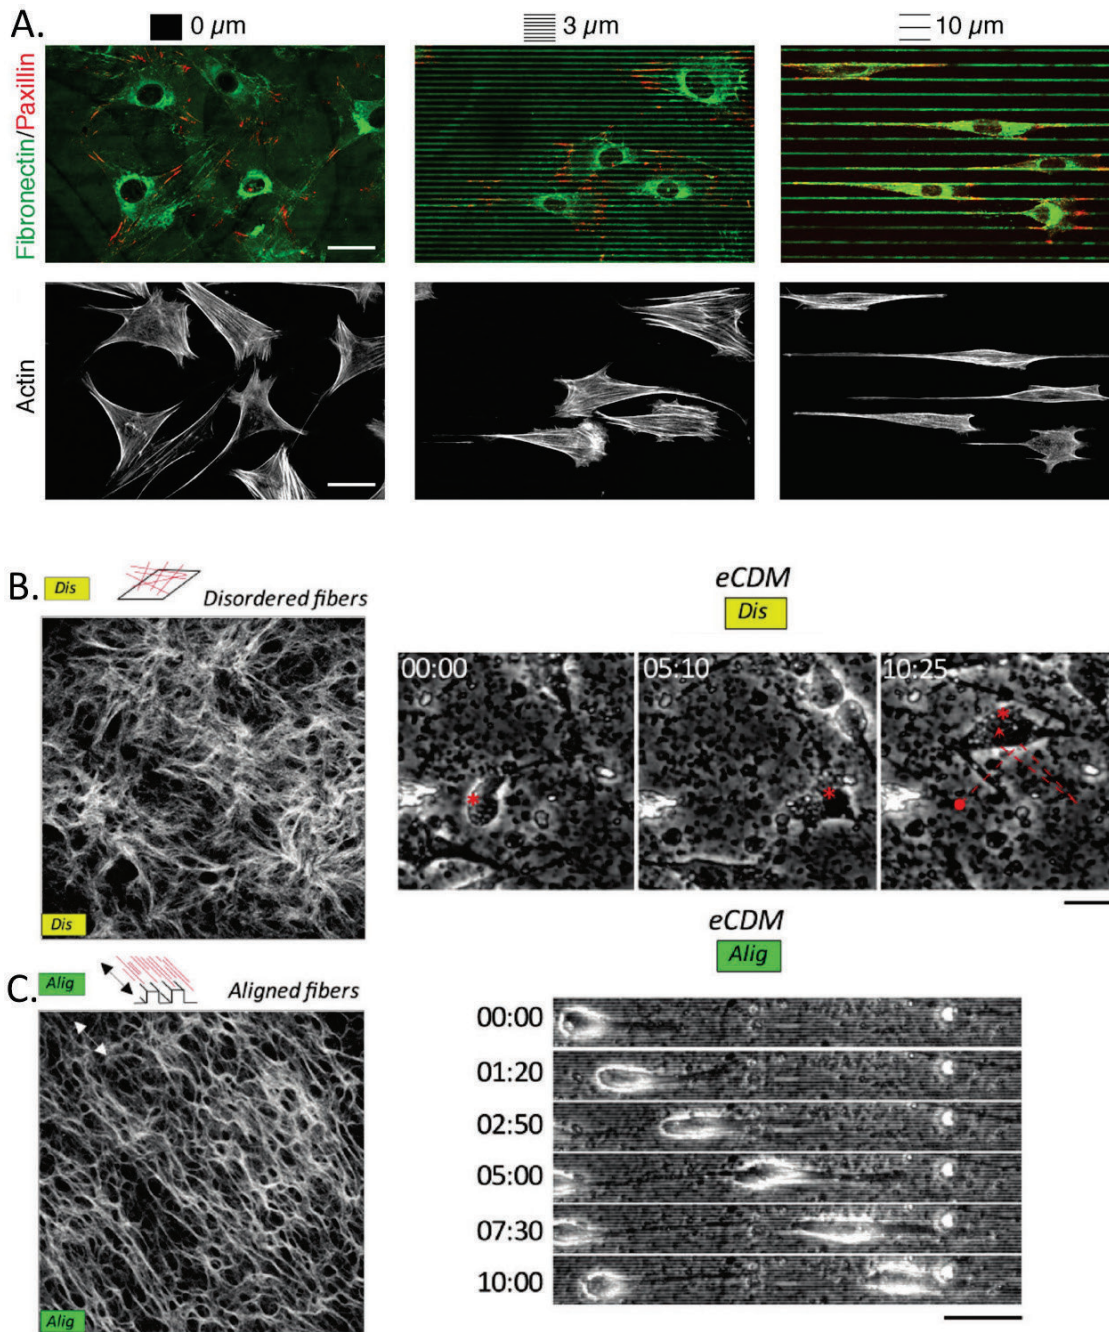 A.
0 µm
3 µm
10 µm
Fibronectin/Paxillin
Actin
B.
Dis
Disordered fibers
Dis
eCDM
Dis
00:00
05:10
10:25
C.
Alig
Aligned fibers
Alig
eCDM
Alig
00:00
01:20
02:50
05:00
07:30
10:00